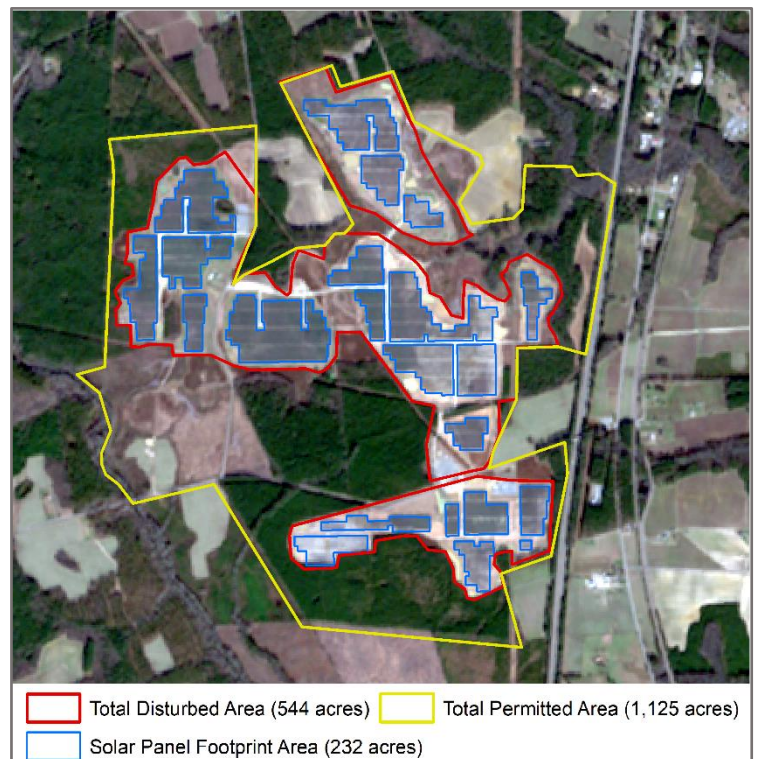 Total Disturbed Area (544 acres) Total Permitted Area (1,125 acres)
Solar Panel Footprint Area (232 acres)